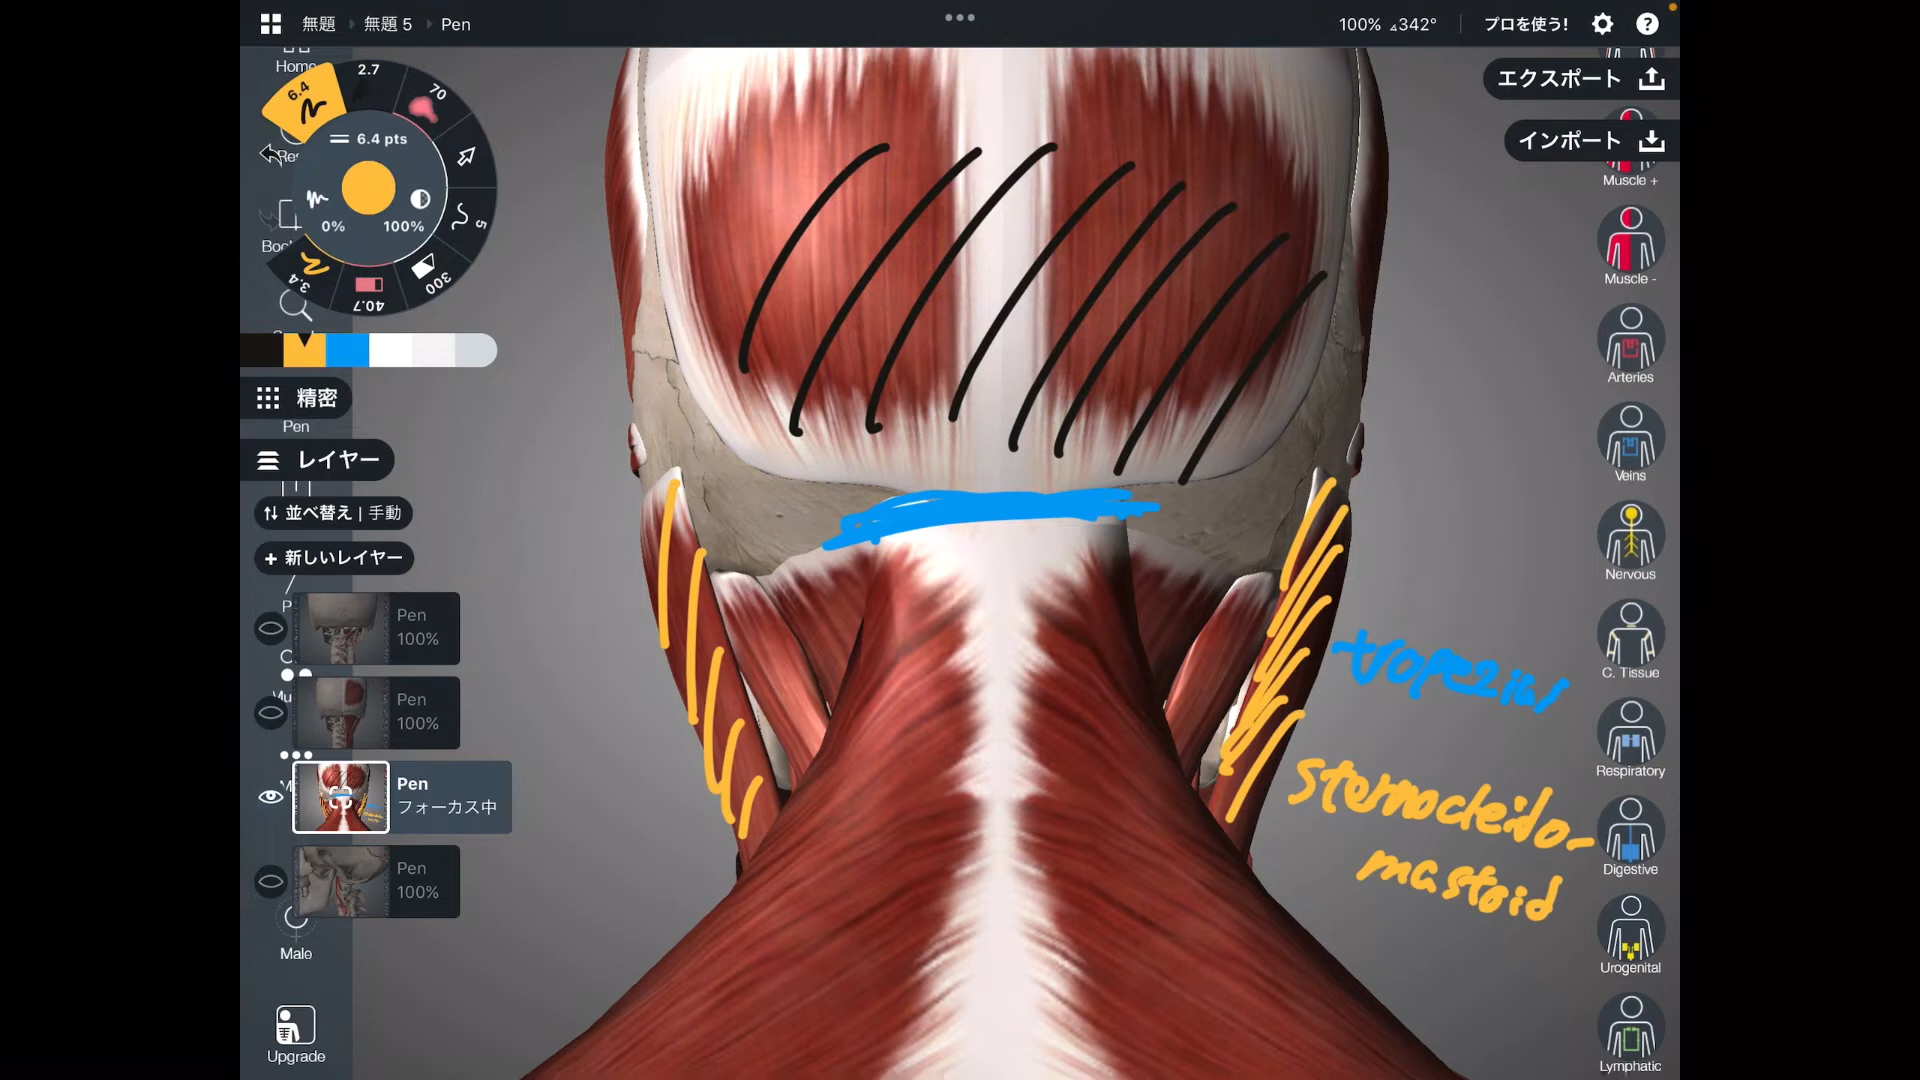 無題 無題 5 Pen
100% 342° プロを使う!
エクスポート
インポート
Home
2.7
70
6.4
6.4 pts
0% 100%
5
300
40.7
3.4
精密
Pen
レイヤー
並べ替え | 手動
+ 新しいレイヤー
Pen
100%
Pen
100%
Pen
フォーカス中
Pen
100%
Male
Upgrade
Muscle +
Muscle -
Arteries
Veins
Nervous
C. Tissue
Respiratory
Digestive
Urogenital
Lymphatic
trapezius
sternocleido-
mastoid